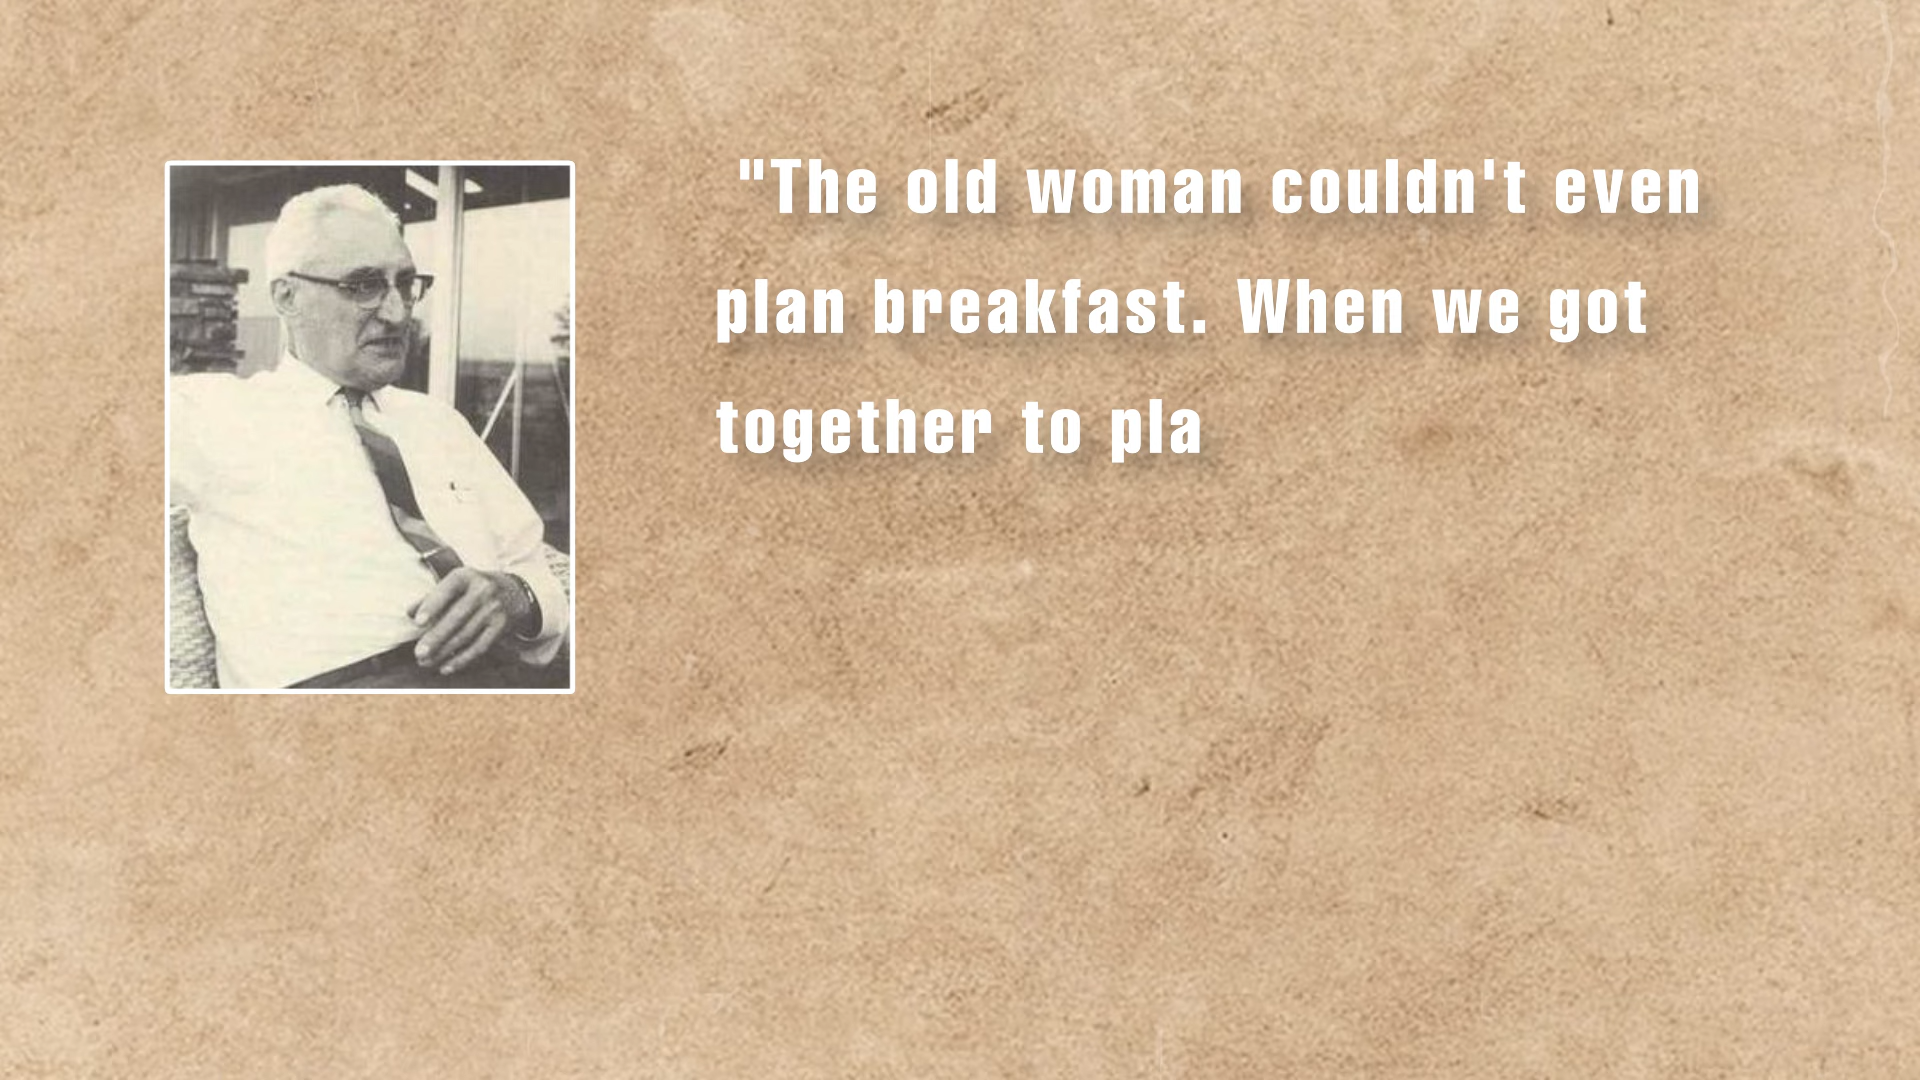 "The old woman couldn't even
plan breakfast. When we got
together to pla